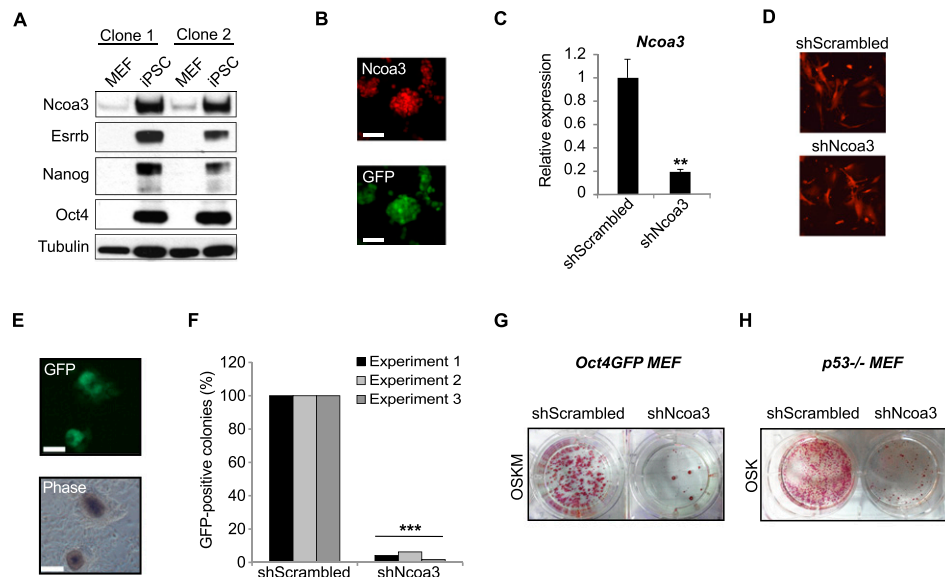 A
Clone 1 Clone 2
MEF iPSC MEF iPSC
Ncoa3
Esrrb
Nanog
Oct4
Tubulin
B
Ncoa3
GFP
C
Ncoa3
Relative expression
1.2
1
0.8
0.6
0.4
0.2
0
**
shScrambled shNcoa3
D
shScrambled
shNcoa3
E
GFP
Phase
F
GFP-positive colonies (%)
120
100
80
60
40
20
0
Experiment 1
Experiment 2
Experiment 3
***
shScrambled shNcoa3
G
Oct4GFP MEF
shScrambled shNcoa3
OSKM
H
p53-/- MEF
shScrambled shNcoa3
OSK